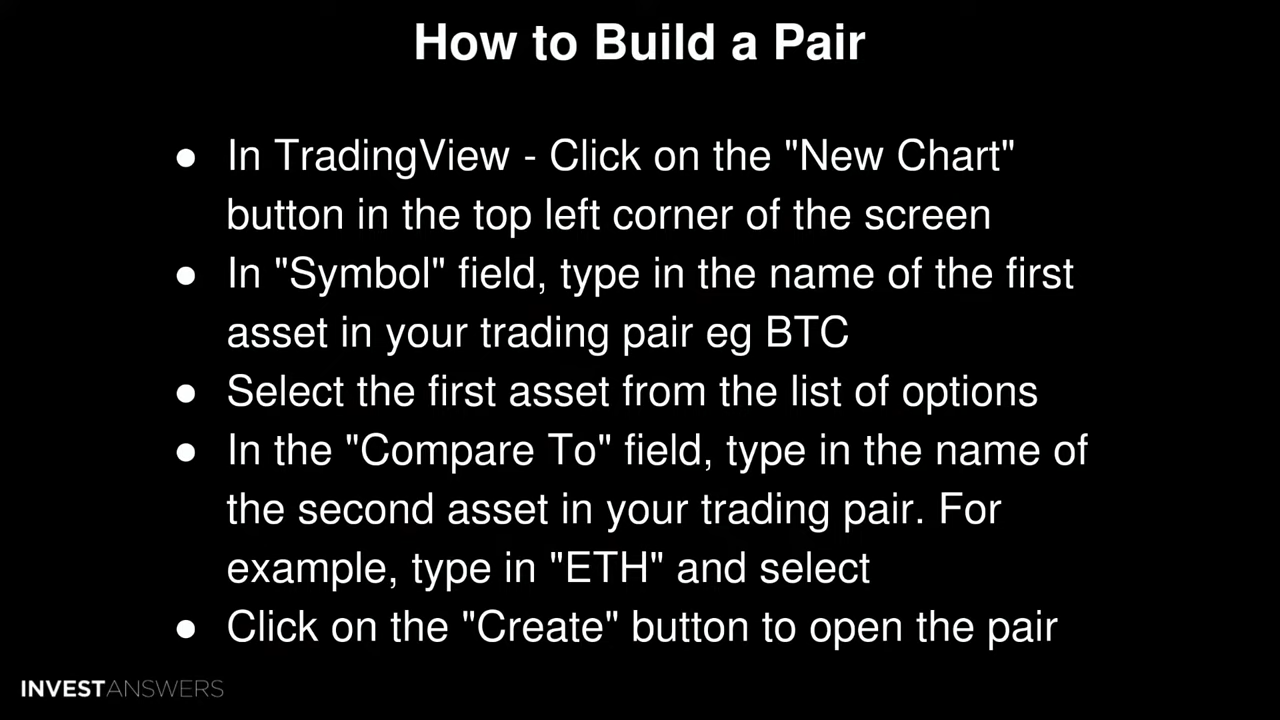 How to Build a Pair
● In TradingView - Click on the "New Chart"
button in the top left corner of the screen
● In "Symbol" field, type in the name of the first
asset in your trading pair eg BTC
● Select the first asset from the list of options
● In the "Compare To" field, type in the name of
the second asset in your trading pair. For
example, type in "ETH" and select
● Click on the "Create" button to open the pair
INVESTANSWERS